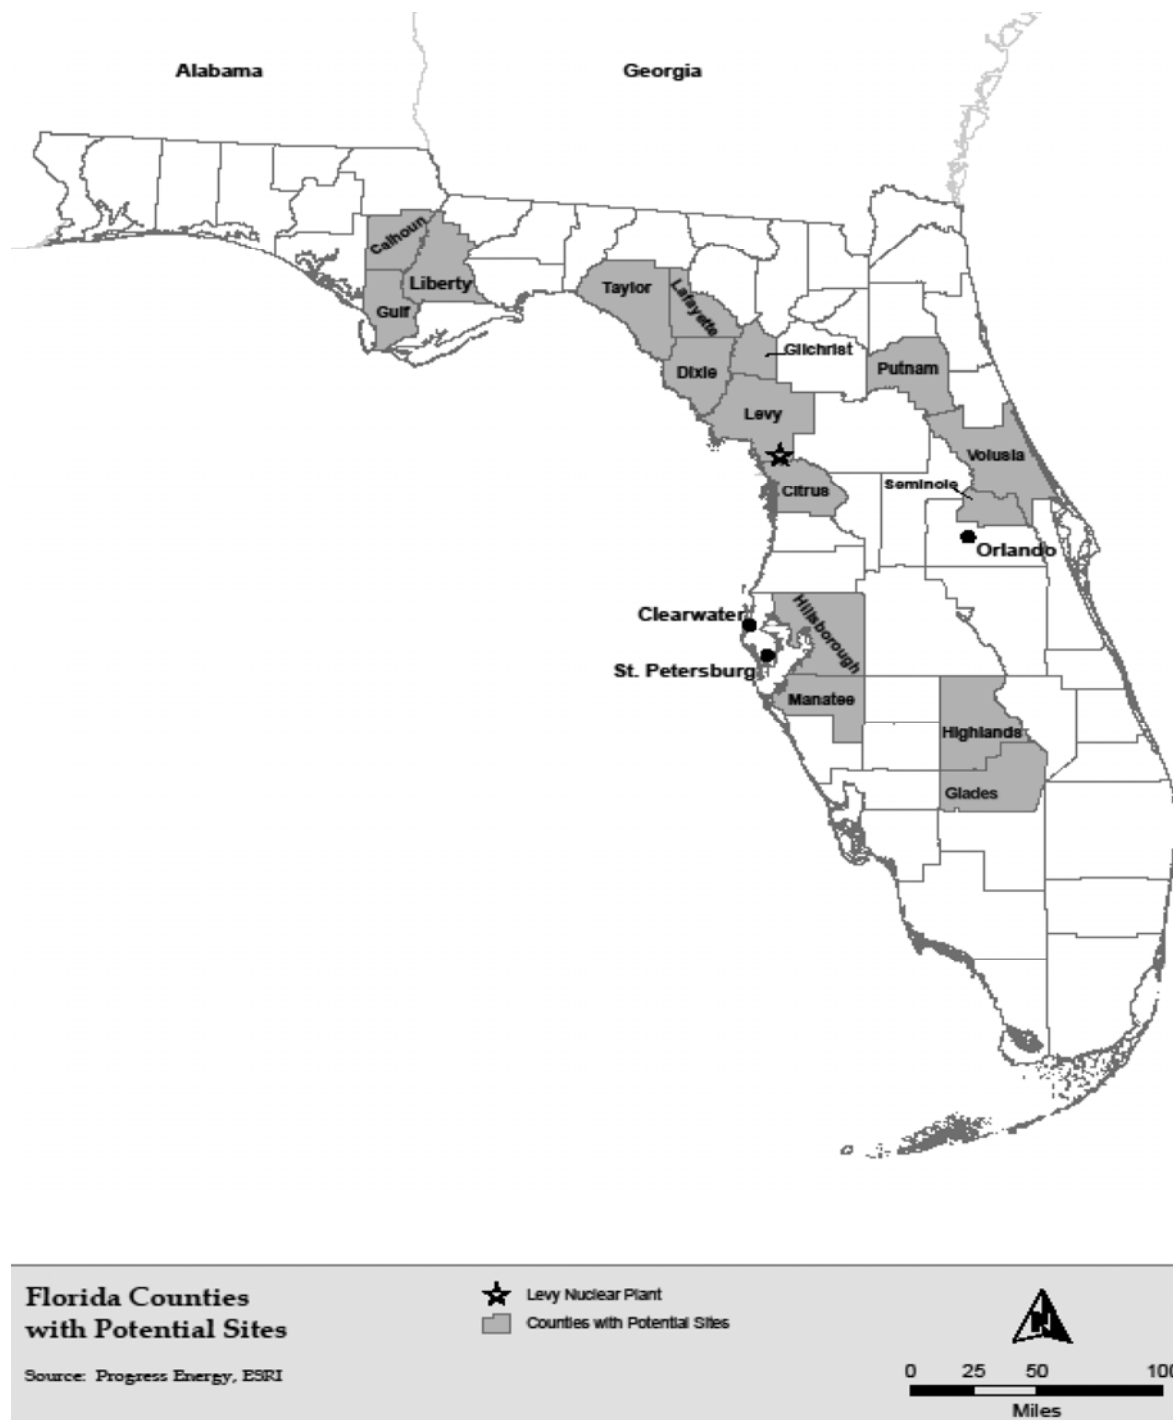 Alabama
Georgia
Calhoun
Liberty
Gulf
Taylor
Lafayette
Gilchrist
Dixie
Putnam
Levy
Volusia
Citrus
Seminole
Orlando
Hillsborough
Clearwater
St. Petersburg
Manatee
Highlands
Glades
Florida Counties
with Potential Sites
Source: Progress Energy, ESRI
Levy Nuclear Plant
Counties with Potential Sites
N
0 25 50 100
Miles